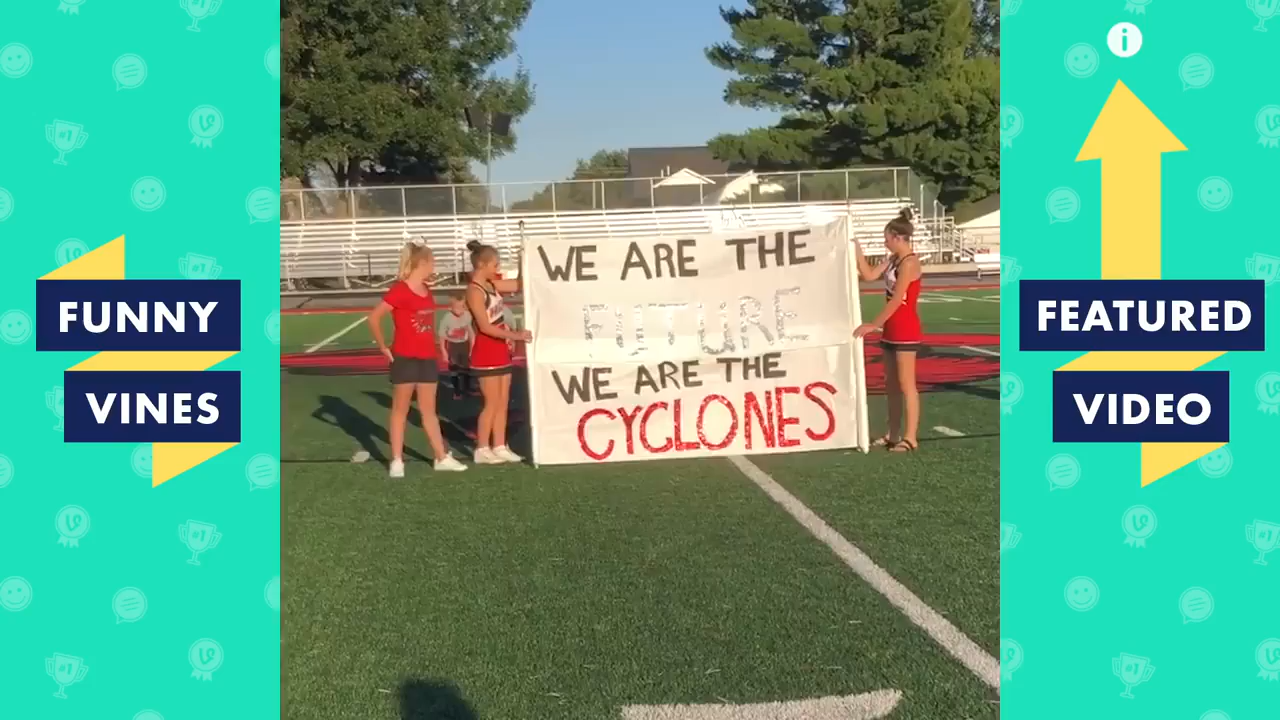 FUNNY
VINES
WE ARE THE
FUTURE
WE ARE THE
CYCLONES
i
FEATURED
VIDEO